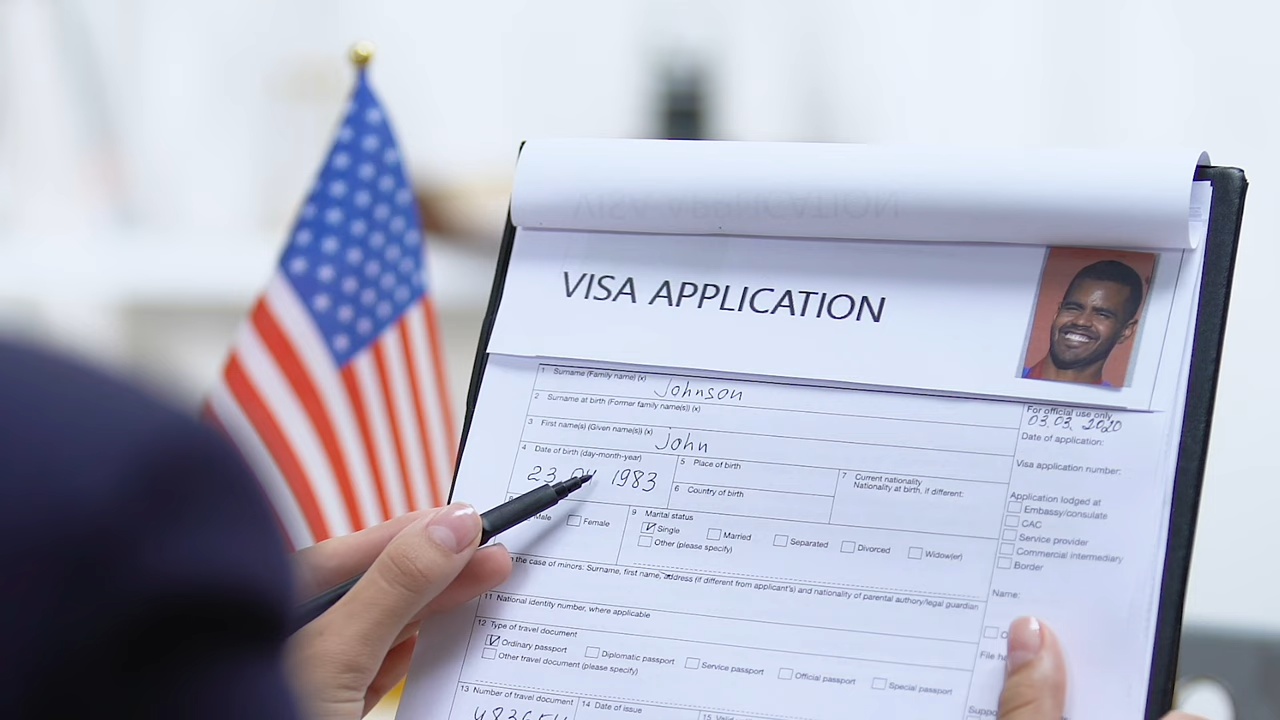 VISA APPLICATION
1 Surname (Family name) (x) Johnson
2 Surname at birth (Former family name(s)) (x)
3 First name(s) (Given name(s)) (x) John
4 Date of birth (day-month-year)
23 1983
5 Place of birth
6 Country of birth
7 Current nationality
Nationality at birth, if different:
For official use only
03.03.2020
Date of application:
Visa application number:
Application lodged at
Embassy/consulate
CAC
Service provider
Commercial intermediary
Border
Name:
File
Male Female
9 Marital status
Single Married Separated Divorced Widow(er)
Other (please specify)
in the case of minors: Surname, first name, address (if different from applicant's) and nationality of parental authory/legal guardian
11 National identity number, where applicable
12 Type of travel document
Ordinary passport Diplomatic passport Service passport Official passport Special passport
Other travel document (please specify)
13 Number of travel document
14 Date of issue
15